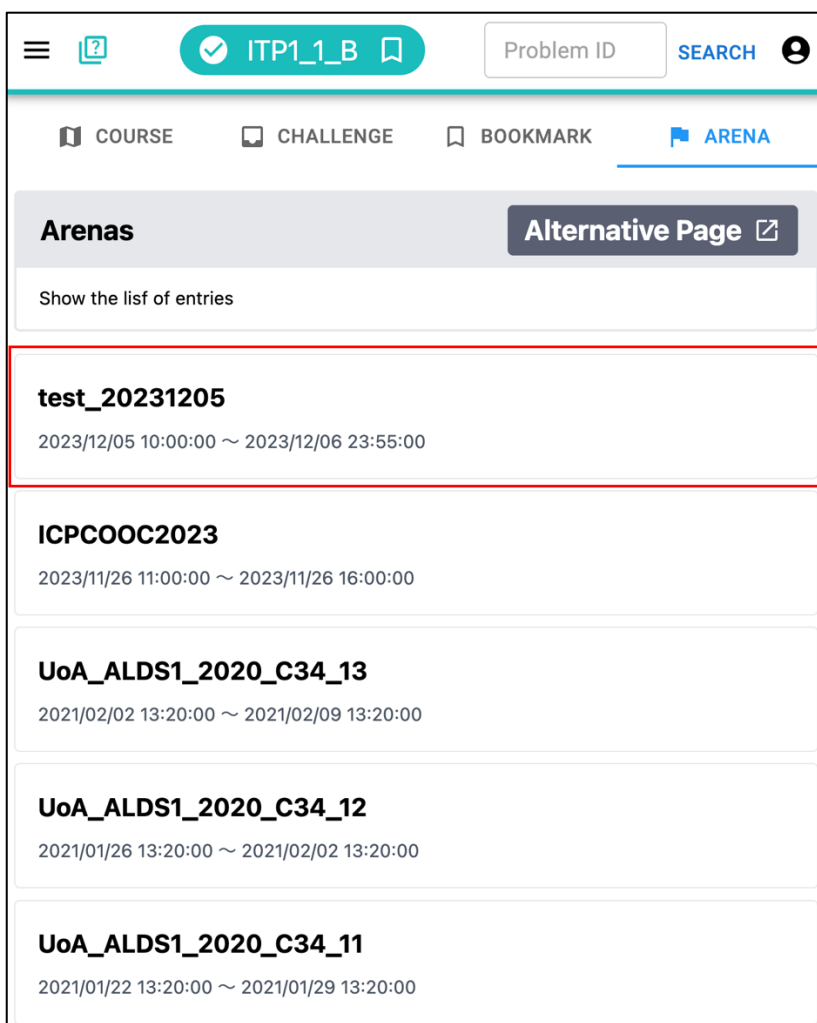 ITP1_1_B
Problem ID
SEARCH
COURSE
CHALLENGE
BOOKMARK
ARENA
Arenas
Alternative Page
Show the lisf of entries
test_20231205
2023/12/05 10:00:00 〜 2023/12/06 23:55:00
ICPCOOC2023
2023/11/26 11:00:00 〜 2023/11/26 16:00:00
UoA_ALDS1_2020_C34_13
2021/02/02 13:20:00 〜 2021/02/09 13:20:00
UoA_ALDS1_2020_C34_12
2021/01/26 13:20:00 〜 2021/02/02 13:20:00
UoA_ALDS1_2020_C34_11
2021/01/22 13:20:00 〜 2021/01/29 13:20:00